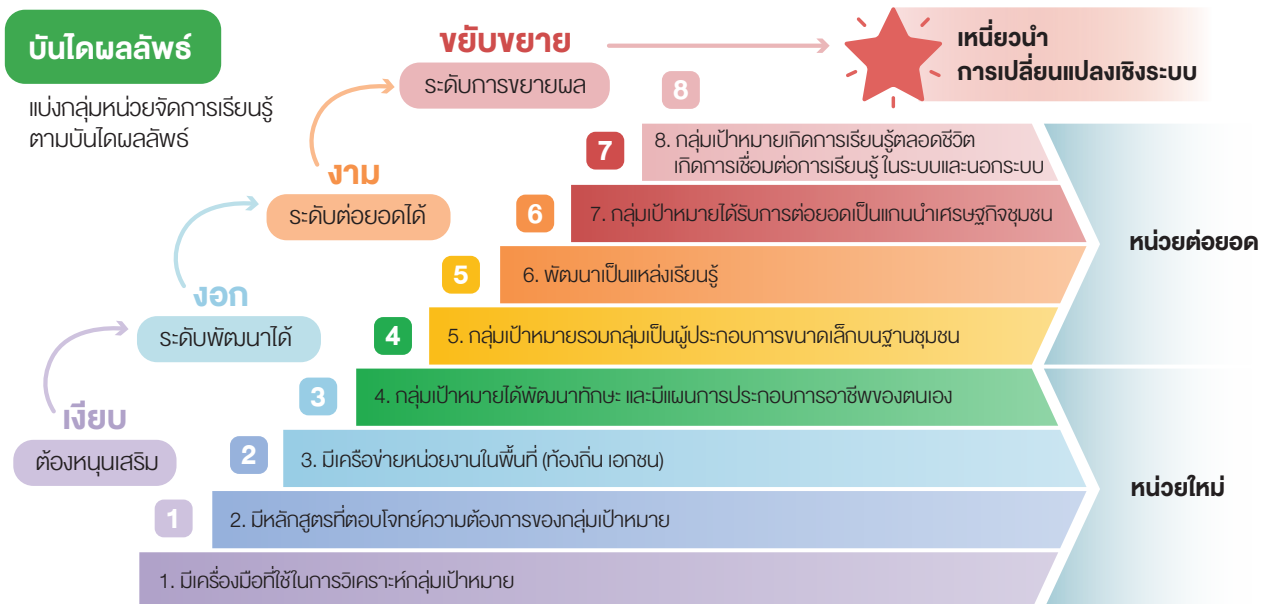 บันไดผลลัพธ์
แบ่งกลุ่มหน่วยจัดการเรียนรู้
ตามบันไดผลลัพธ์
ขยับขยาย
ระดับการขยายผล
เหนี่ยวนำ
การเปลี่ยนแปลงเชิงระบบ
งาม
ระดับต่อยอดได้
งอก
ระดับพัฒนาได้
เงียบ
ต้องหนุนเสริม
8
8. กลุ่มเป้าหมายเกิดการเรียนรู้ตลอดชีวิต
เกิดการเชื่อมต่อการเรียนรู้ ในระบบและนอกระบบ
7
7. กลุ่มเป้าหมายได้รับการต่อยอดเป็นแกนนำเศรษฐกิจชุมชน
6
6. พัฒนาเป็นแหล่งเรียนรู้
5
5. กลุ่มเป้าหมายรวมกลุ่มเป็นผู้ประกอบการขนาดเล็กบนฐานชุมชน
4
4. กลุ่มเป้าหมายได้พัฒนาทักษะ และมีแผนการประกอบการอาชีพของตนเอง
3
3. มีเครือข่ายหน่วยงานในพื้นที่ (ท้องถิ่น เอกชน)
2
2. มีหลักสูตรที่ตอบโจทย์ความต้องการของกลุ่มเป้าหมาย
1
1. มีเครื่องมือที่ใช้ในการวิเคราะห์กลุ่มเป้าหมาย
หน่วยต่อยอด
หน่วยใหม่